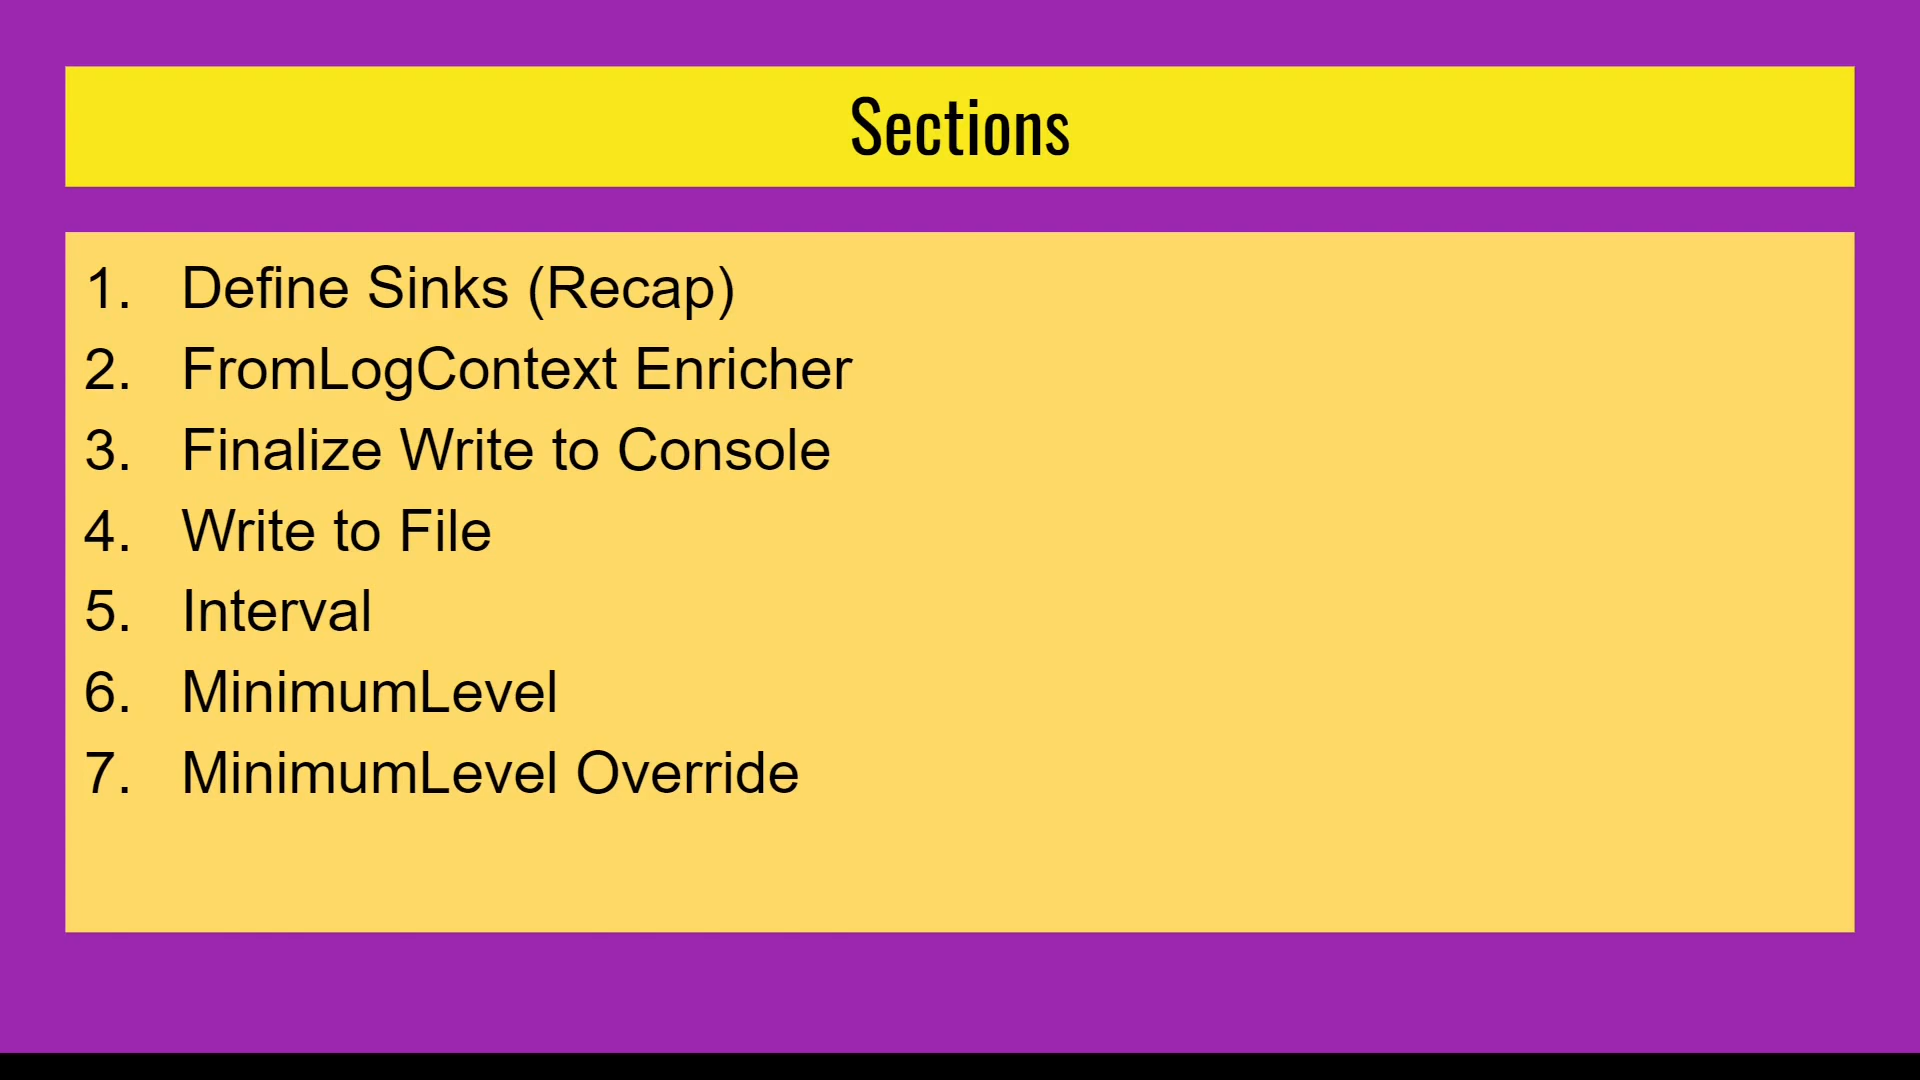 Sections
1. Define Sinks (Recap)
2. FromLogContext Enricher
3. Finalize Write to Console
4. Write to File
5. Interval
6. MinimumLevel
7. MinimumLevel Override